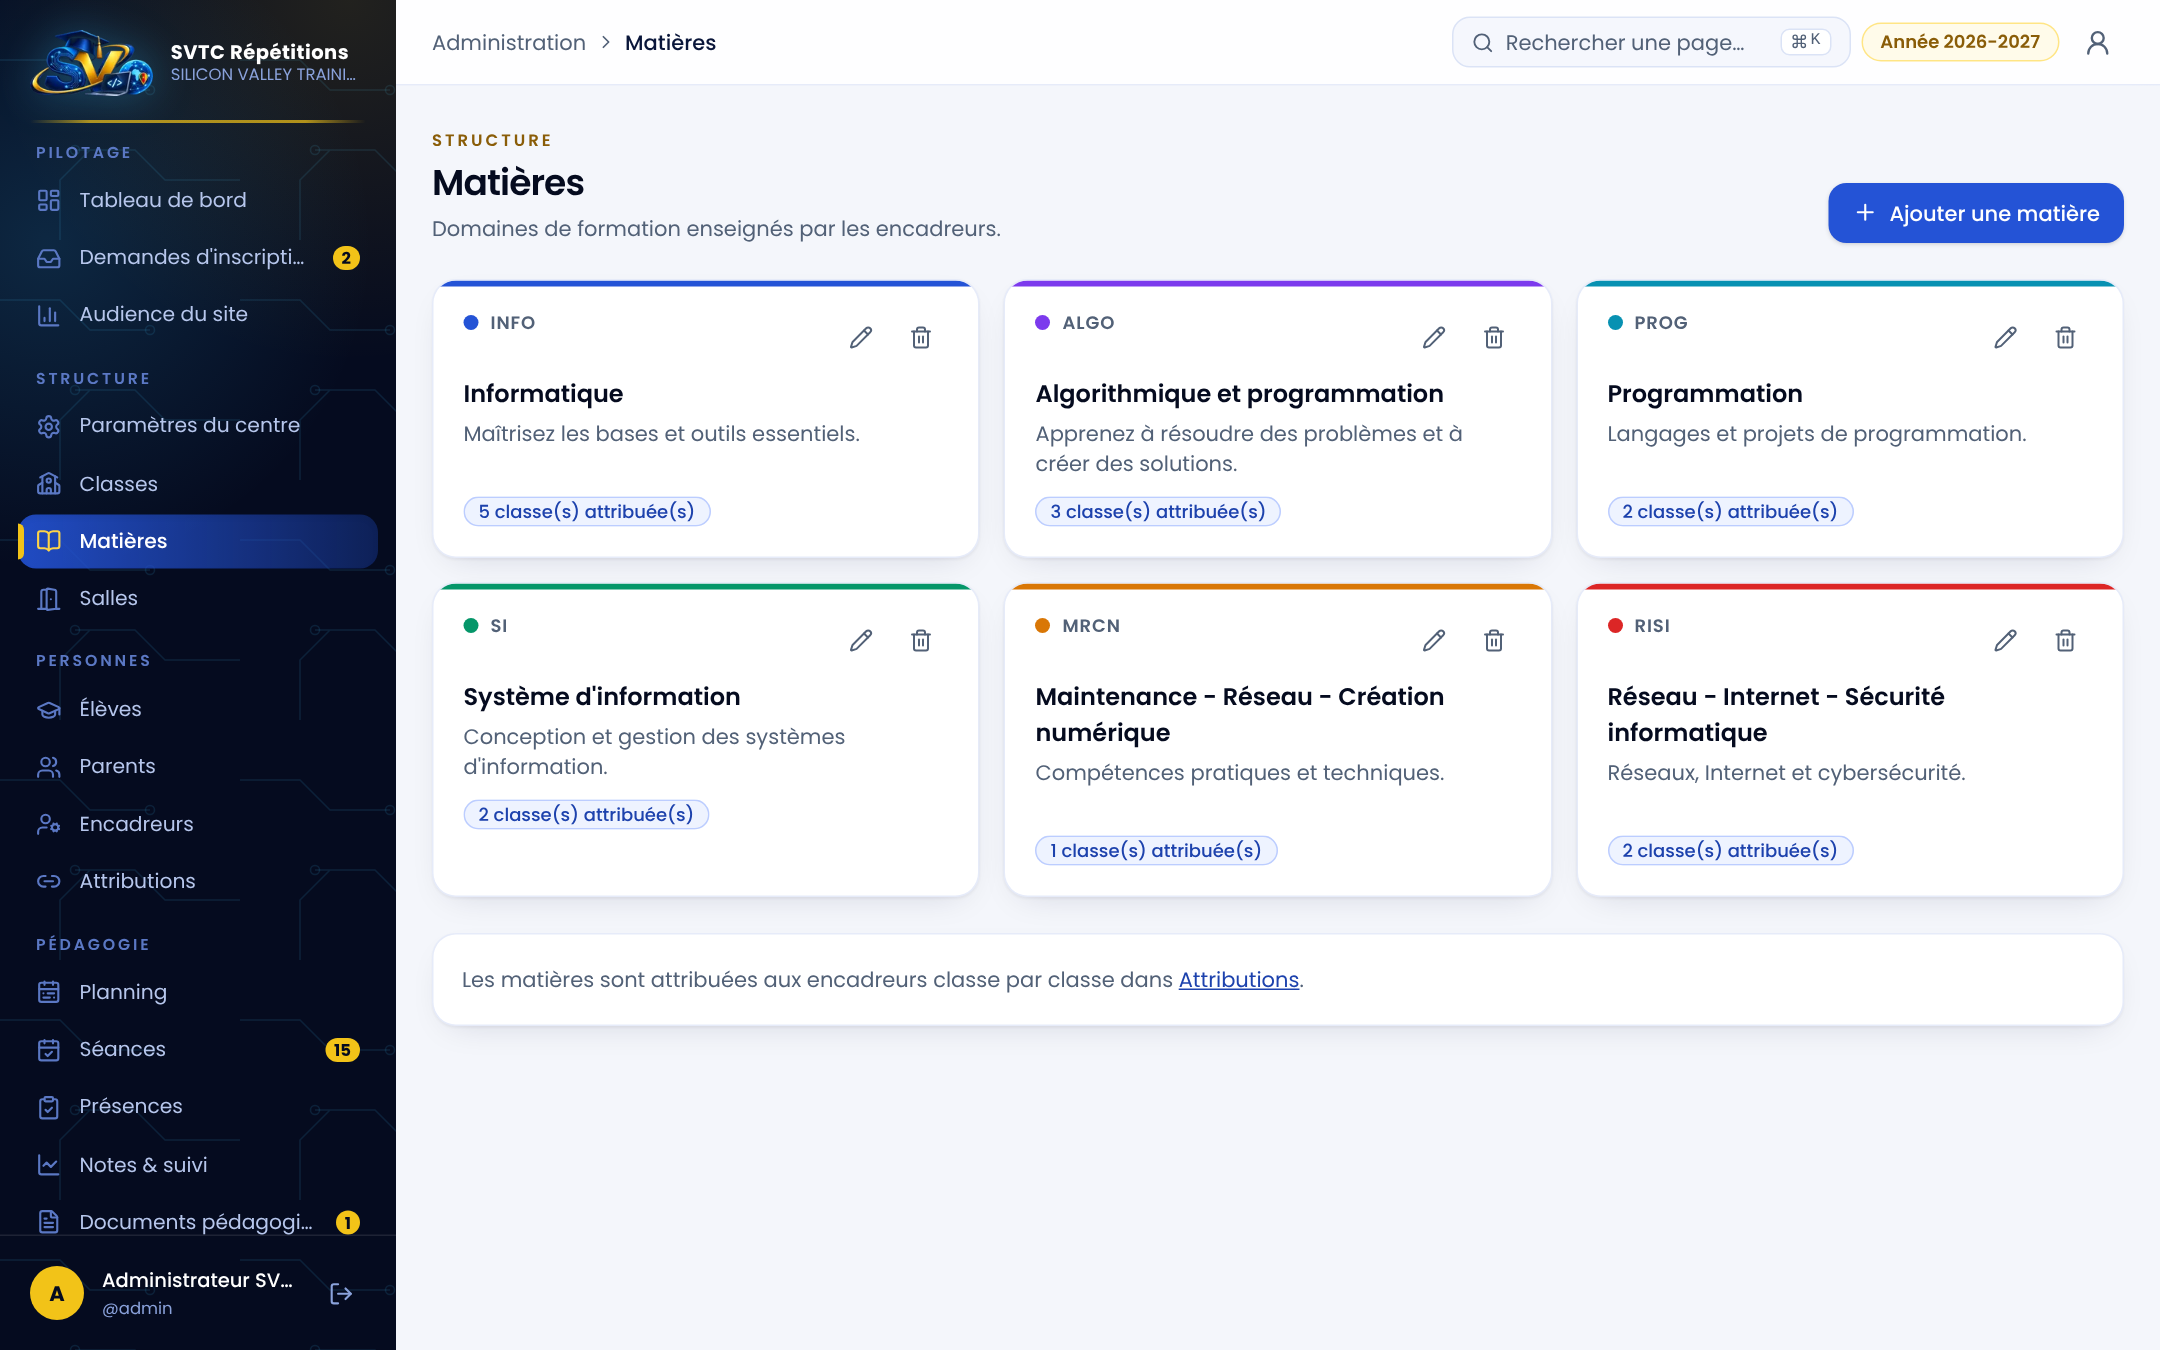 SVTC Répétitions
SILICON VALLEY TRAINI...
PILOTAGE
Tableau de bord
Demandes d'inscripti... 2
Audience du site
STRUCTURE
Paramètres du centre
Classes
Matières
Salles
PERSONNES
Élèves
Parents
Encadreurs
Attributions
PÉDAGOGIE
Planning
Séances 15
Présences
Notes & suivi
Documents pédagogi... 1
A
Administrateur SV...
@admin
Administration > Matières
Rechercher une page... ⌘ K
Année 2026-2027
STRUCTURE
Matières
Domaines de formation enseignés par les encadreurs.
+ Ajouter une matière
INFO
Informatique
Maîtrisez les bases et outils essentiels.
5 classe(s) attribuée(s)
ALGO
Algorithmique et programmation
Apprenez à résoudre des problèmes et à
créer des solutions.
3 classe(s) attribuée(s)
PROG
Programmation
Langages et projets de programmation.
2 classe(s) attribuée(s)
SI
Système d'information
Conception et gestion des systèmes
d'information.
2 classe(s) attribuée(s)
MRCN
Maintenance - Réseau - Création
numérique
Compétences pratiques et techniques.
1 classe(s) attribuée(s)
RISI
Réseau - Internet - Sécurité
informatique
Réseaux, Internet et cybersécurité.
2 classe(s) attribuée(s)
Les matières sont attribuées aux encadreurs classe par classe dans Attributions.